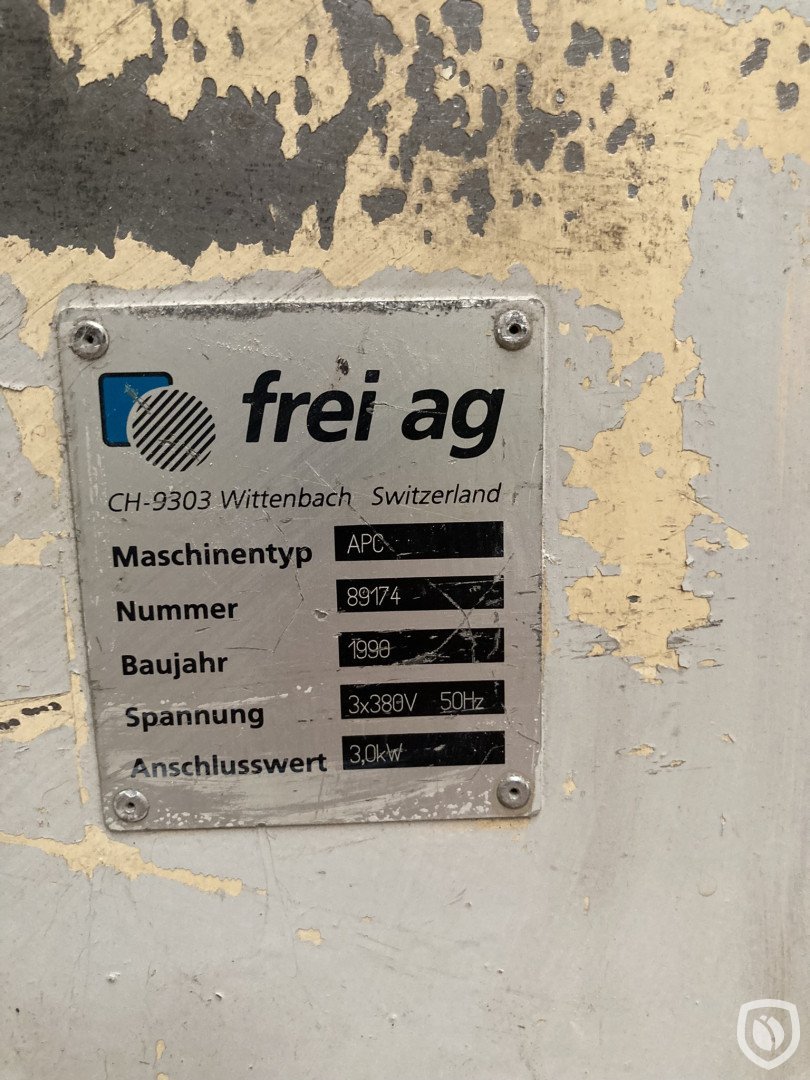 frei ag
CH-9303 Wittenbach Switzerland
Maschinentyp APC
Nummer 89174
Baujahr 1990
Spannung 3x380V 50Hz
Anschlusswert 3,0kW